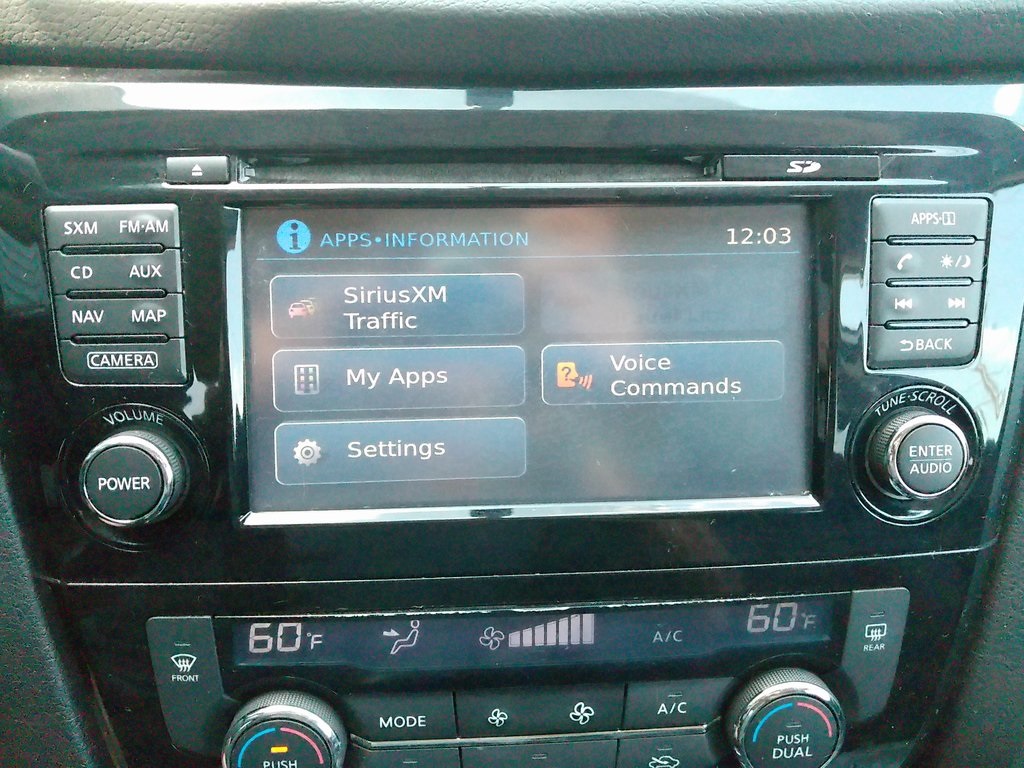 SD
SXM FM·AM
CD AUX
NAV MAP
CAMERA
VOLUME
POWER
i APPS•INFORMATION 12:03
SiriusXM
Traffic
My Apps
Settings
? Voice
Commands
APPS·i
BACK
TUNE·SCROLL
ENTER
AUDIO
60°F
A/C
60°F
FRONT
REAR
MODE
A/C
PUSH
PUSH
DUAL